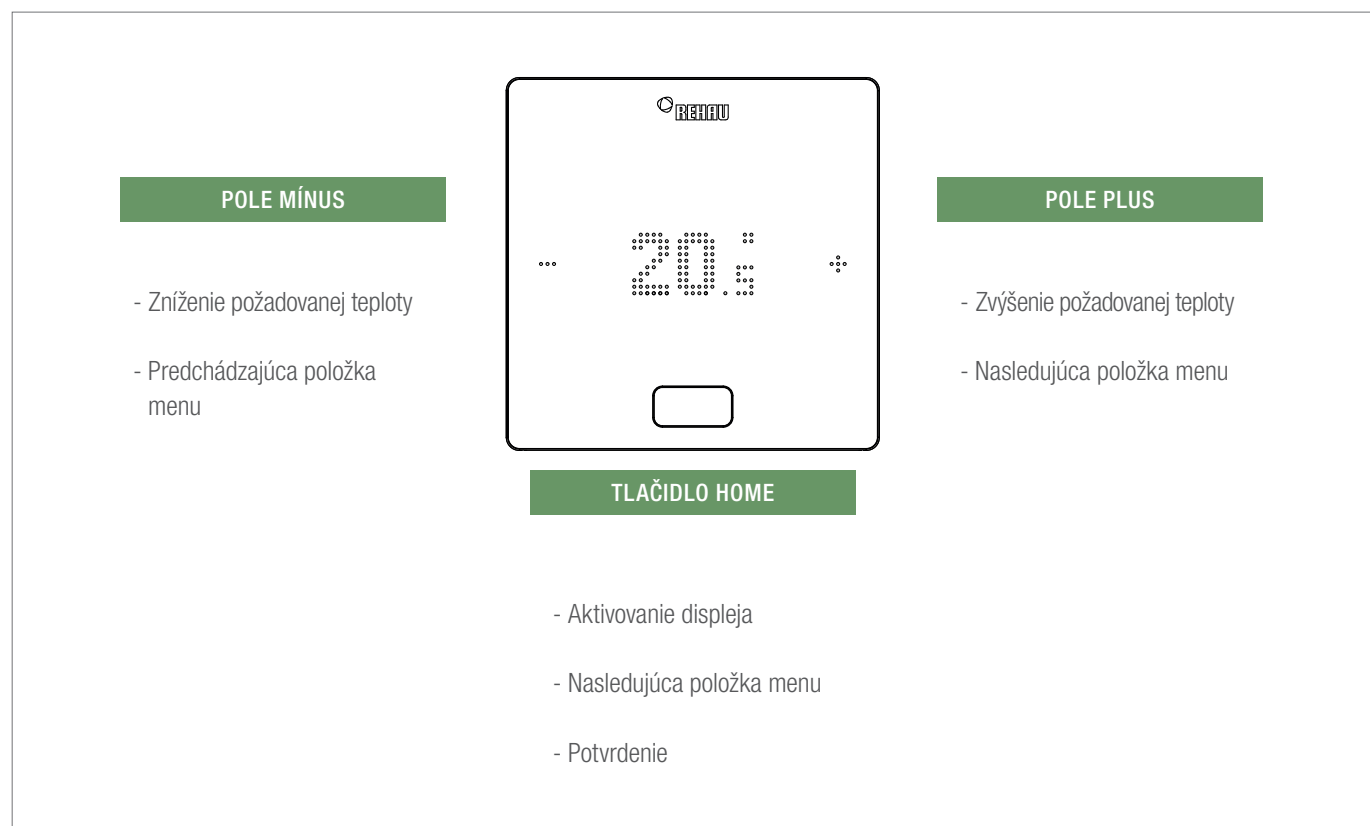 REHAU
POLE MÍNUS
- Zníženie požadovanej teploty
- Predchádzajúca položka
menu
20.5
POLE PLUS
- Zvýšenie požadovanej teploty
- Nasledujúca položka menu
TLAČIDLO HOME
- Aktivovanie displeja
- Nasledujúca položka menu
- Potvrdenie